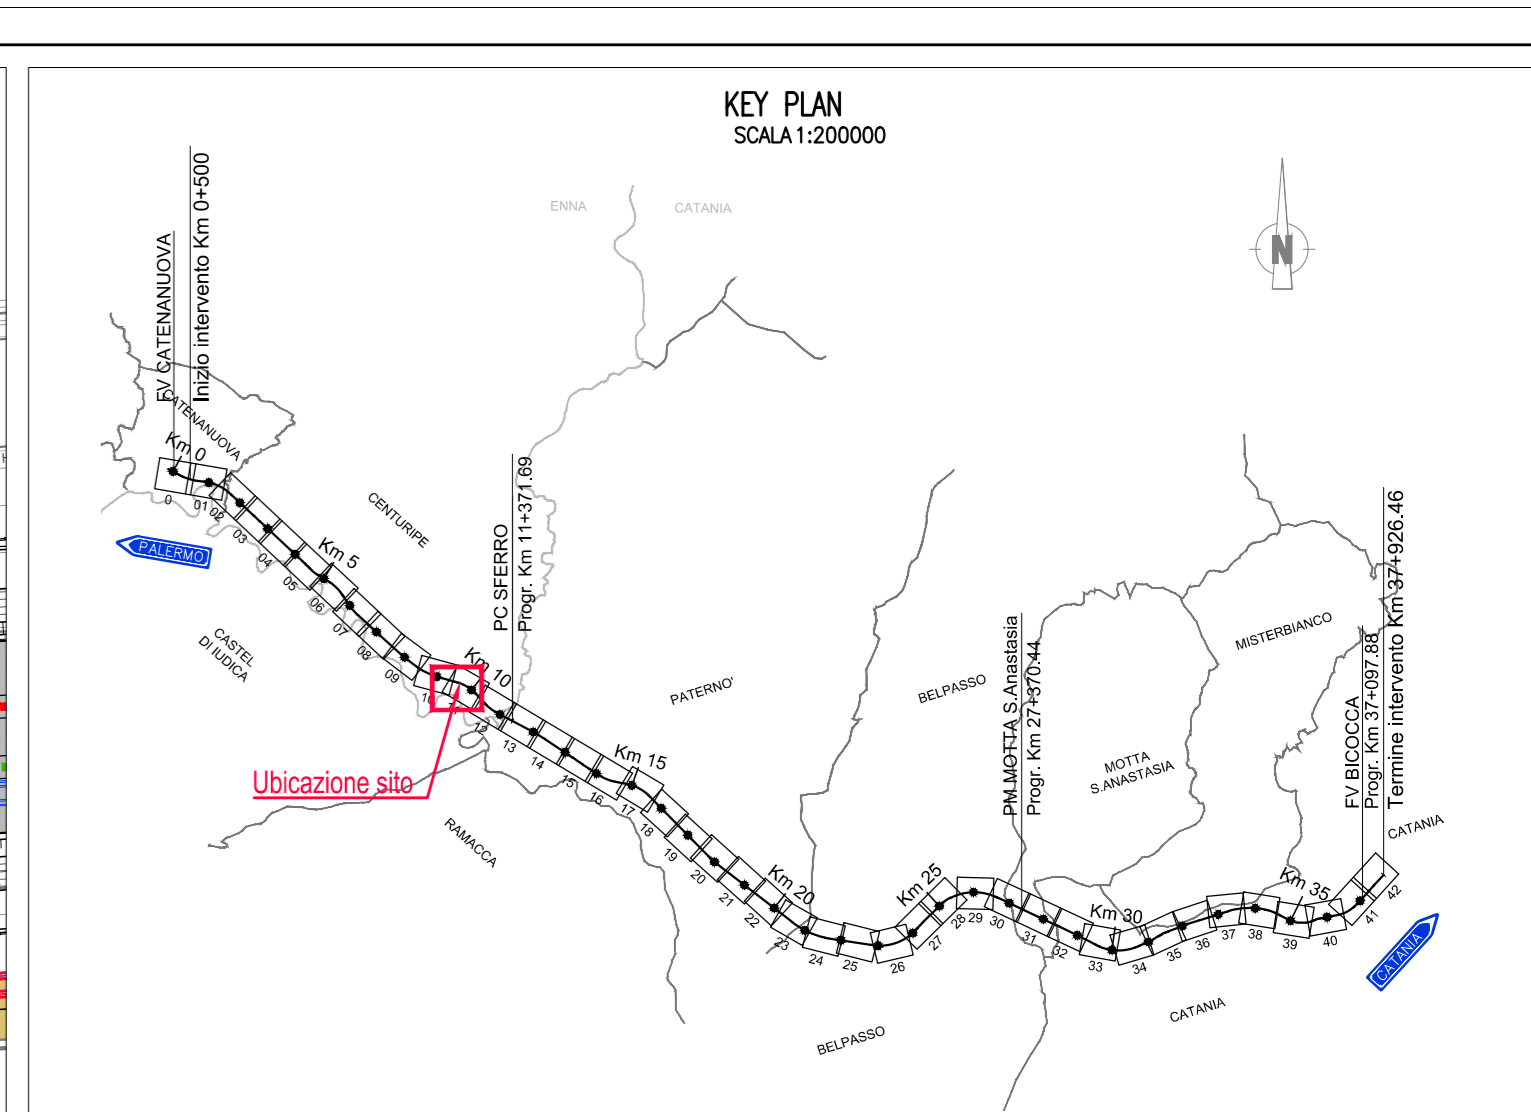 KEY PLAN
SCALA 1:200000
ENNA
CATANIA
N
FV CATENANUOVA
Inizio intervento Km 0+500
CATENANUOVA
Km 0
PALERMO
CENTURIPE
Km 5
CASTEL
DI IUDICA
PC SFERRO
Progr. Km 11+371.69
Km 10
Ubicazione sito
RAMACCA
Km 15
PATERNO'
Km 20
BELPASSO
Km 25
BELPASSO
PM MOTTA S.Anastasia
Progr. Km 27+370.44
Km 30
MOTTA
S.ANASTASIA
MISTERBIANCO
FV BICOCCA
Progr. Km 37+097.88
Termine intervento Km 37+926.46
Km 35
CATANIA
CATANIA
CATANIA
0
01
02
03
04
05
06
07
08
09
10
11
12
13
14
15
16
17
18
19
20
21
22
23
24
25
26
27
28
29
30
31
32
33
34
35
36
37
38
39
40
41
42